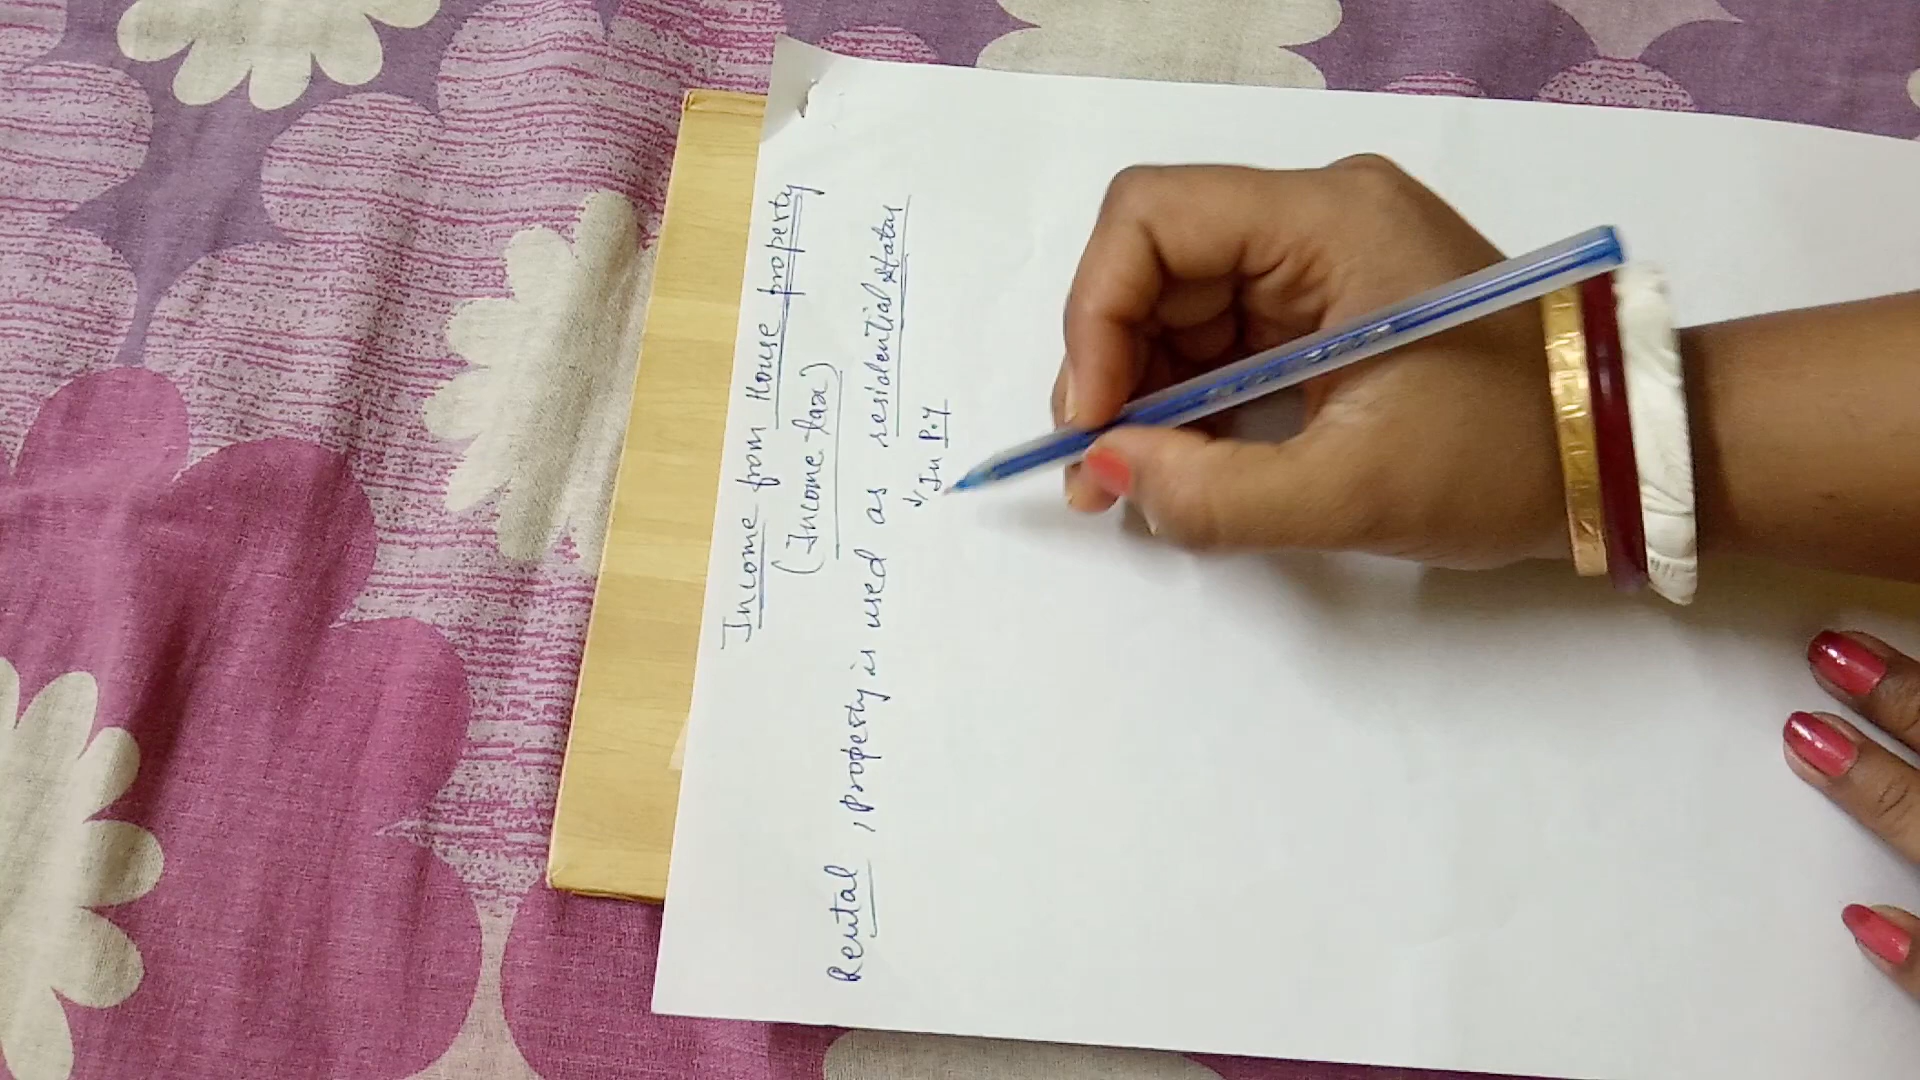 Income from House property
(Income tax)
Rental, property is used as residential status
↓ In P.Y